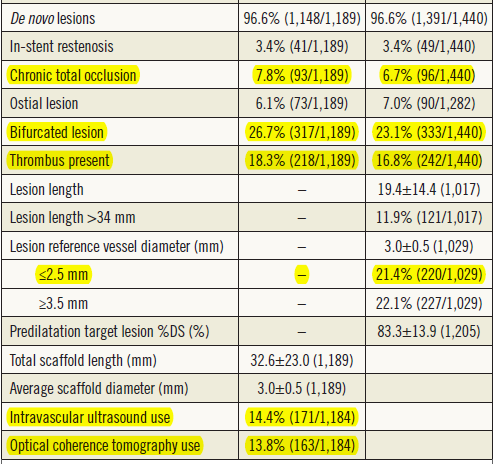 De novo lesions 96.6% (1,148/1,189) 96.6% (1,391/1,440)
In-stent restenosis 3.4% (41/1,189) 3.4% (49/1,440)
Chronic total occlusion 7.8% (93/1,189) 6.7% (96/1,440)
Ostial lesion 6.1% (73/1,189) 7.0% (90/1,282)
Bifurcated lesion 26.7% (317/1,189) 23.1% (333/1,440)
Thrombus present 18.3% (218/1,189) 16.8% (242/1,440)
Lesion length – 19.4±14.4 (1,017)
Lesion length >34 mm – 11.9% (121/1,017)
Lesion reference vessel diameter (mm) – 3.0±0.5 (1,029)
≤2.5 mm – 21.4% (220/1,029)
≥3.5 mm – 22.1% (227/1,029)
Predilatation target lesion %DS (%) – 83.3±13.9 (1,205)
Total scaffold length (mm) 32.6±23.0 (1,189)
Average scaffold diameter (mm) 3.0±0.5 (1,189)
Intravascular ultrasound use 14.4% (171/1,184)
Optical coherence tomography use 13.8% (163/1,184)